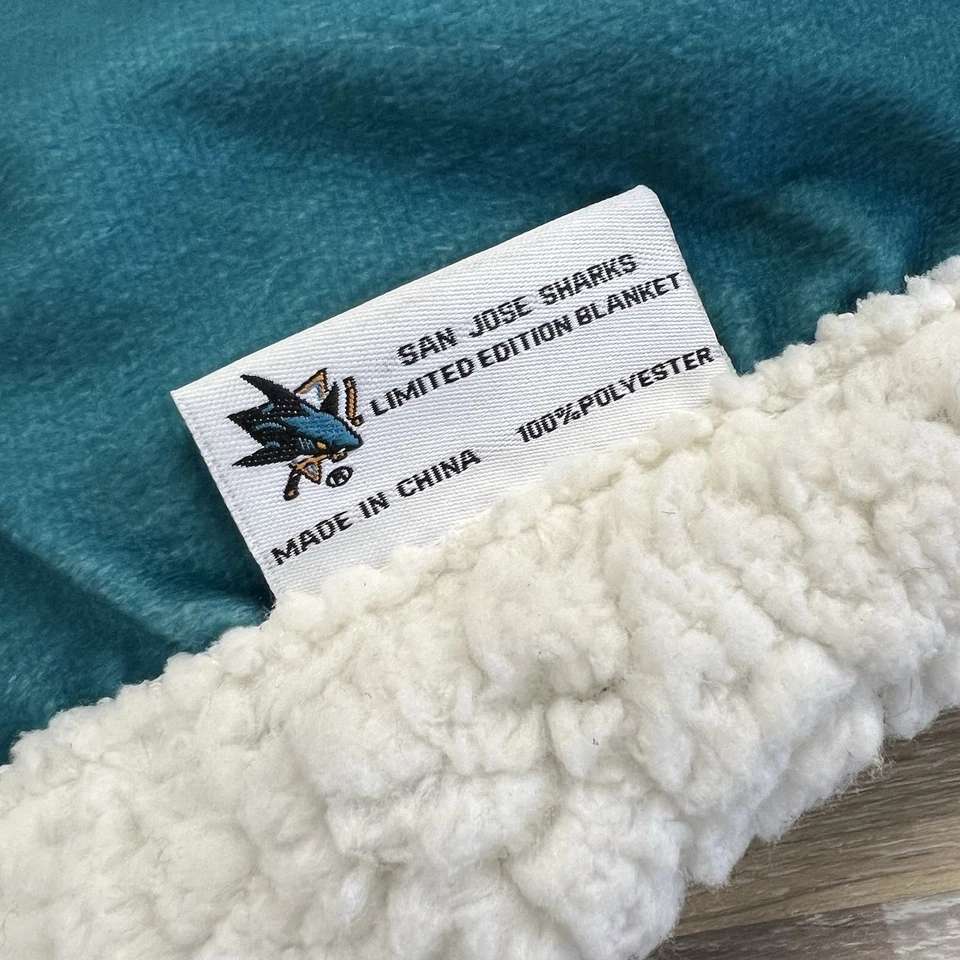 SAN JOSE SHARKS
LIMITED EDITION BLANKET
100%POLYESTER
®
MADE IN CHINA